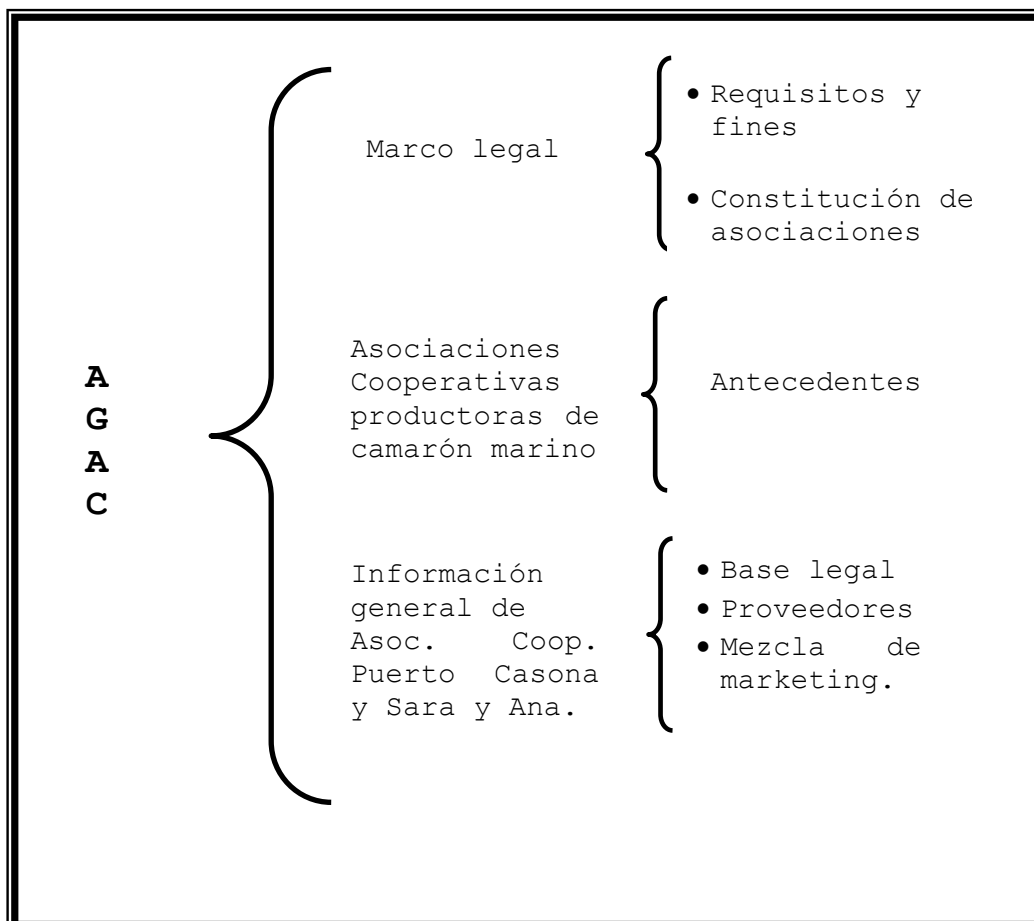 A
G
A
C
Marco legal
• Requisitos y
fines
• Constitución de
asociaciones
Asociaciones
Cooperativas
productoras de
camarón marino
Antecedentes
Información
general de
Asoc. Coop.
Puerto Casona
y Sara y Ana.
• Base legal
• Proveedores
• Mezcla de
marketing.